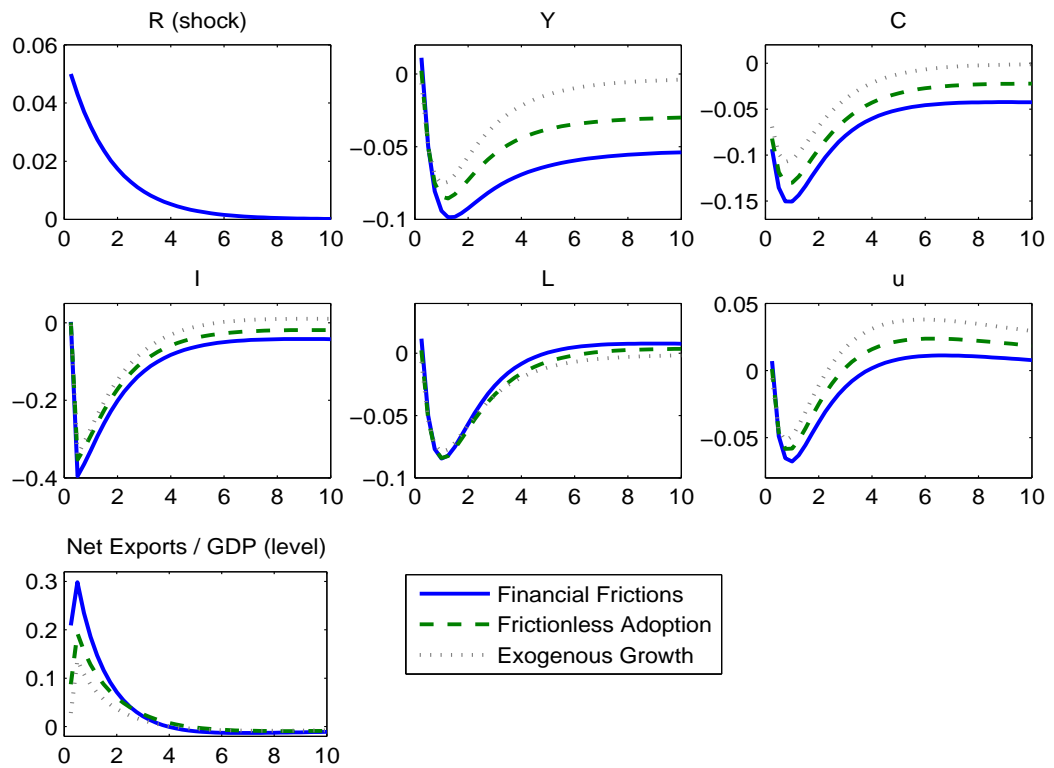 R (shock)
Y
C
0.06
0.04
0.02
0
0 2 4 6 8 10
0
−0.05
−0.1
0 2 4 6 8 10
0
−0.05
−0.1
−0.15
0 2 4 6 8 10
I
L
u
0
−0.2
−0.4
0 2 4 6 8 10
0
−0.05
−0.1
0 2 4 6 8 10
0.05
0
−0.05
0 2 4 6 8 10
Net Exports / GDP (level)
0.3
0.2
0.1
0
0 2 4 6 8 10
Financial Frictions
Frictionless Adoption
Exogenous Growth